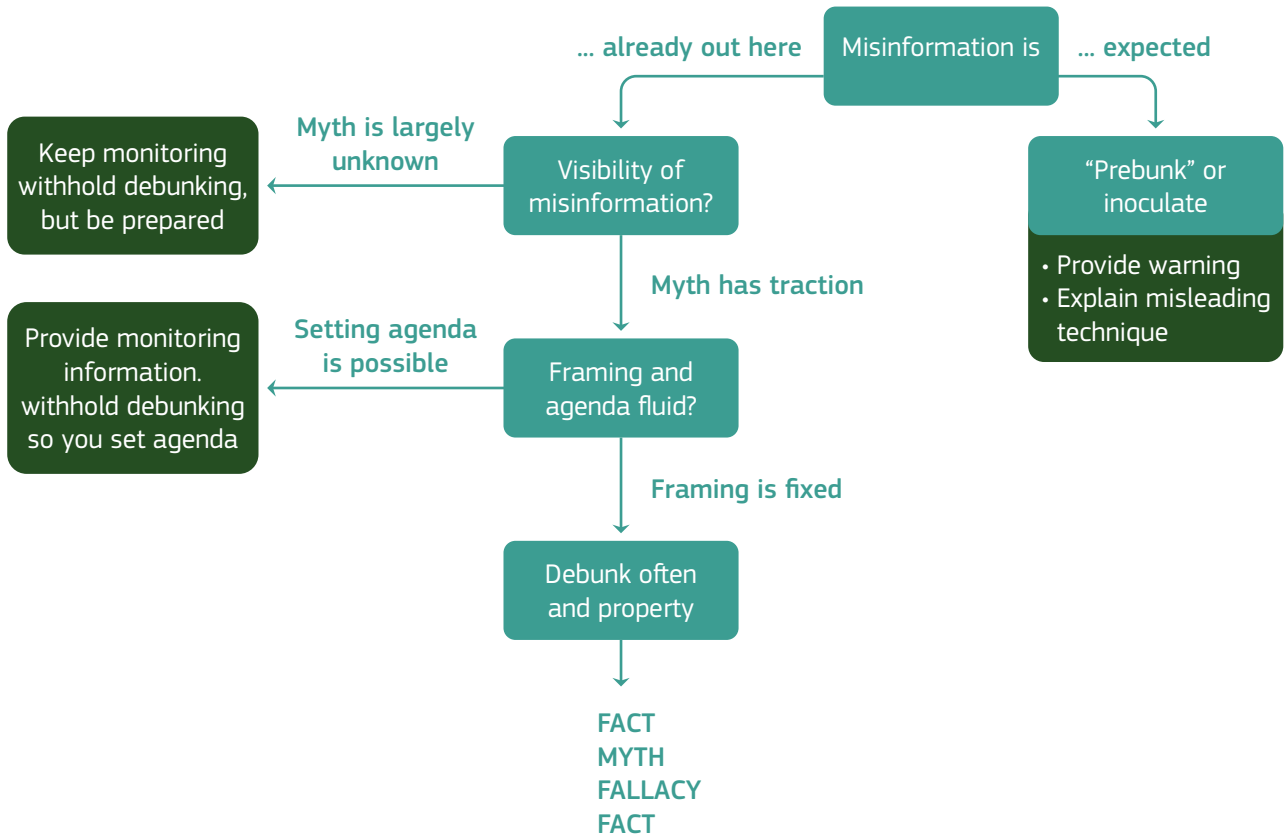 ... already out here
Misinformation is
... expected
Myth is largely
unknown
Keep monitoring
withhold debunking,
but be prepared
Visibility of
misinformation?
“Prebunk” or
inoculate
• Provide warning
• Explain misleading
technique
Myth has traction
Setting agenda
is possible
Provide monitoring
information.
withhold debunking
so you set agenda
Framing and
agenda fluid?
Framing is fixed
Debunk often
and property
FACT
MYTH
FALLACY
FACT